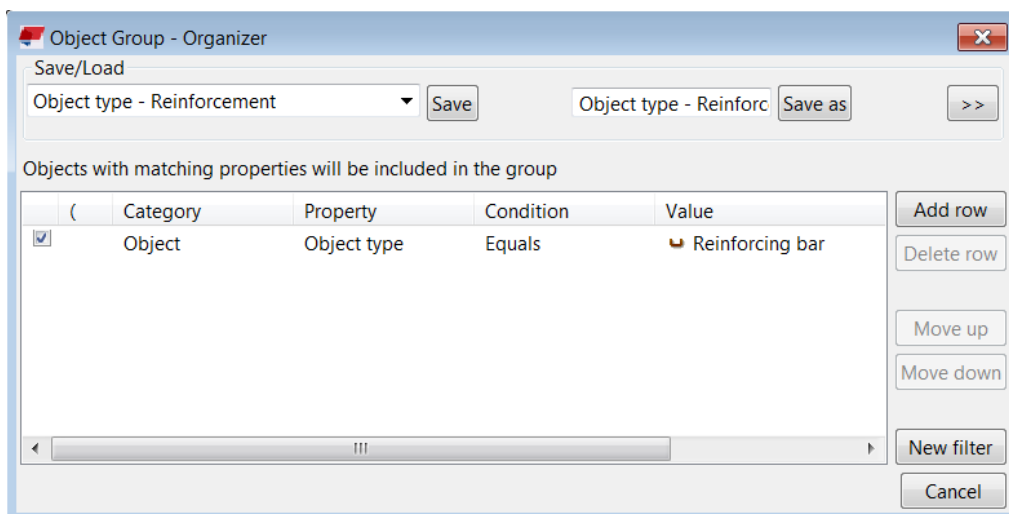 Object Group - Organizer
Save/Load
Object type - Reinforcement Save Object type - Reinforc Save as >>
Objects with matching properties will be included in the group
( Category Property Condition Value Add row
Object Object type Equals Reinforcing bar
Delete row
Move up
Move down
New filter
Cancel